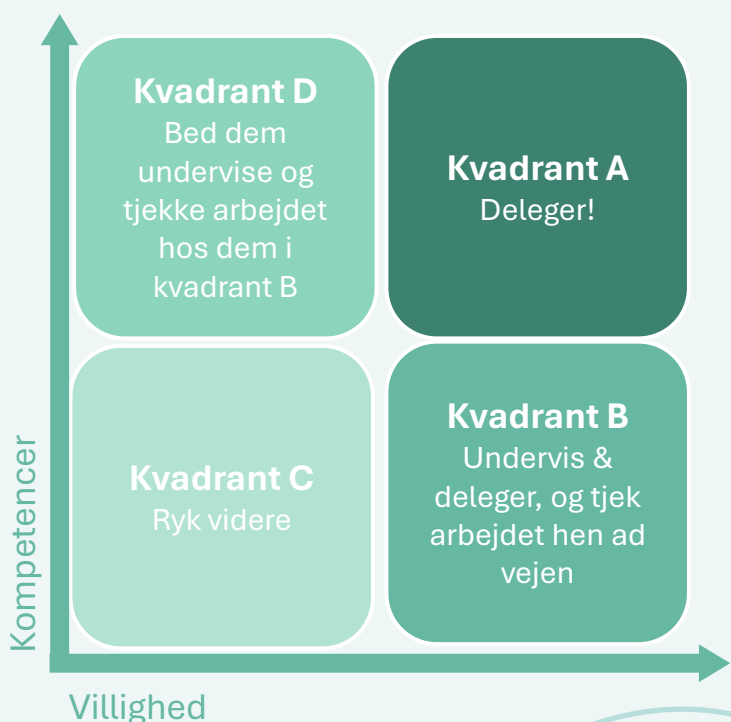 Kvadrant D
Bed dem
undervise og
tjekke arbejdet
hos dem i
kvadrant B
Kvadrant A
Deleger!
Kvadrant C
Ryk videre
Kvadrant B
Undervis &
deleger, og tjek
arbejdet hen ad
vejen
Kompetencer
Villighed